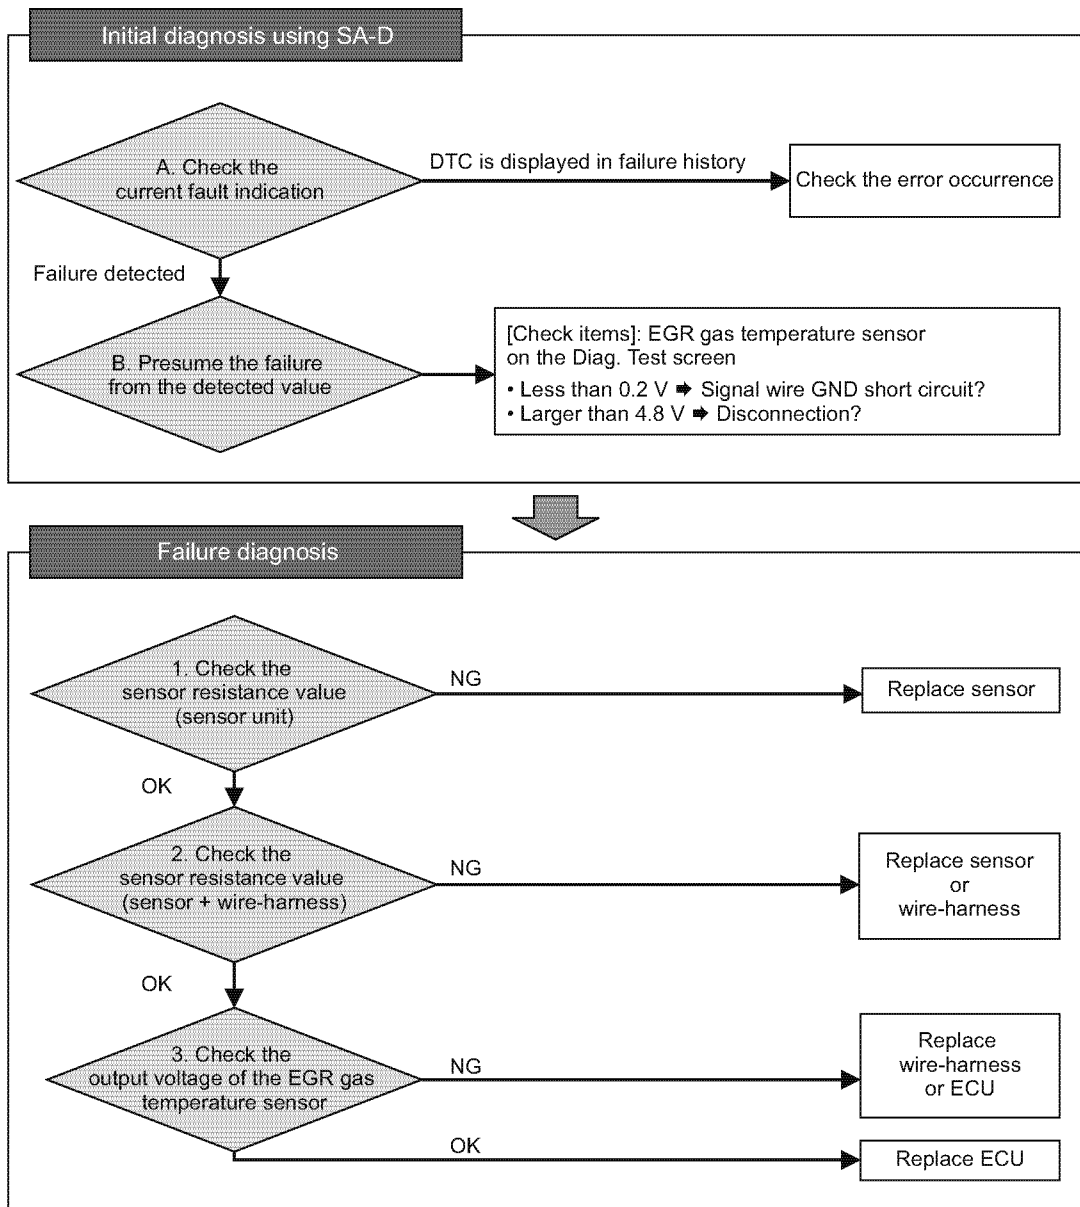 Initial diagnosis using SA-D
A. Check the
current fault indication
DTC is displayed in failure history
Check the error occurrence
Failure detected
B. Presume the failure
from the detected value
[Check items]: EGR gas temperature sensor
on the Diag. Test screen
• Less than 0.2 V ➡ Signal wire GND short circuit?
• Larger than 4.8 V ➡ Disconnection?
Failure diagnosis
1. Check the
sensor resistance value
(sensor unit)
NG
Replace sensor
OK
2. Check the
sensor resistance value
(sensor + wire-harness)
NG
Replace sensor
or
wire-harness
OK
3. Check the
output voltage of the EGR gas
temperature sensor
NG
Replace
wire-harness
or ECU
OK
Replace ECU